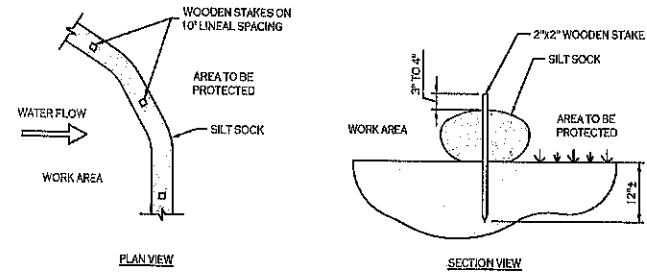 WOODEN STAKES ON
10' LINEAL SPACING
AREA TO BE
PROTECTED
WATER FLOW
SILT SOCK
WORK AREA
PLAN VIEW
2"x2" WOODEN STAKE
SILT SOCK
3" TO 4"
WORK AREA
AREA TO BE
PROTECTED
12"±
SECTION VIEW